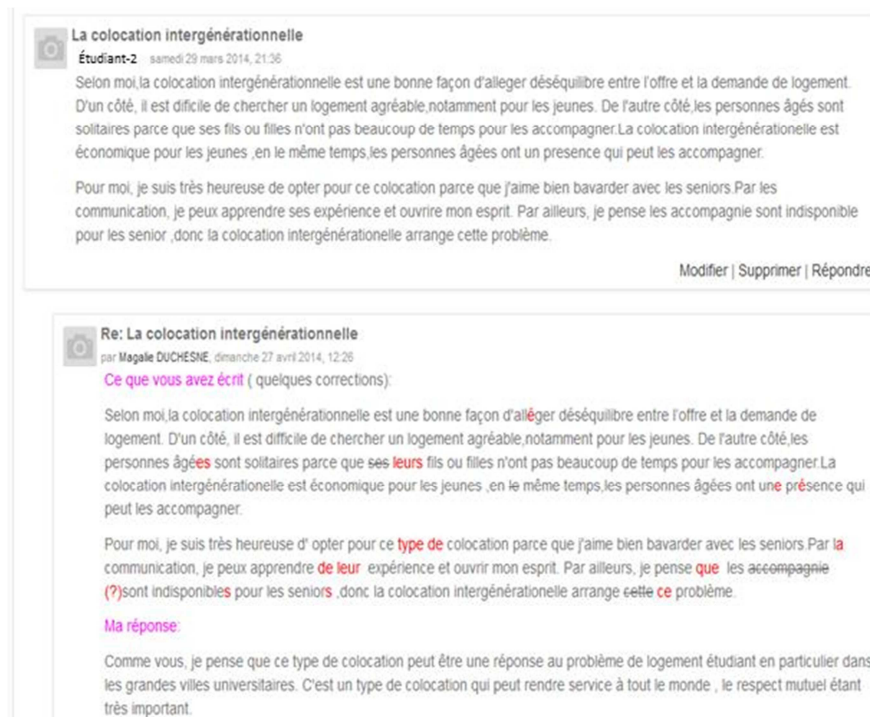 La colocation intergénérationnelle
Étudiant-2 samedi 29 mars 2014, 21:36
Selon moi,la colocation intergénérationnelle est une bonne façon d'alleger déséquilibre entre l'offre et la demande de logement.
D'un côté, il est dificile de chercher un logement agréable,notamment pour les jeunes. De l'autre côté,les personnes âgés sont
solitaires parce que ses fils ou filles n'ont pas beaucoup de temps pour les accompagner.La colocation intergénérationelle est
économique pour les jeunes ,en le même temps,les personnes âgées ont un presence qui peut les accompagner.
Pour moi, je suis très heureuse de opter pour ce colocation parce que j'aime bien bavarder avec les seniors.Par les
communication, je peux apprendre ses expérience et ouvrire mon esprit. Par ailleurs, je pense les accompagnie sont indisponible
pour les senior ,donc la colocation intergénérationelle arrange cette problème.
Modifier | Supprimer | Répondre
Re: La colocation intergénérationnelle
par Magalie DUCHESNE, dimanche 27 avril 2014, 12:26
Ce que vous avez écrit ( quelques corrections):
Selon moi,la colocation intergénérationnelle est une bonne façon d'alléger déséquilibre entre l'offre et la demande de
logement. D'un côté, il est difficile de chercher un logement agréable,notamment pour les jeunes. De l'autre côté,les
personnes âgées sont solitaires parce que ses leurs fils ou filles n'ont pas beaucoup de temps pour les accompagner.La
colocation intergénérationelle est économique pour les jeunes ,en le même temps,les personnes âgées ont une présence qui
peut les accompagner.
Pour moi, je suis très heureuse d' opter pour ce type de colocation parce que j'aime bien bavarder avec les seniors.Par la
communication, je peux apprendre de leur expérience et ouvrir mon esprit. Par ailleurs, je pense que les accompagnie
(?)sont indisponibles pour les seniors ,donc la colocation intergénérationelle arrange cette ce problème.
Ma réponse:
Comme vous, je pense que ce type de colocation peut être une réponse au problème de logement étudiant en particulier dans
les grandes villes universitaires. C'est un type de colocation qui peut rendre service à tout le monde , le respect mutuel étant
très important.